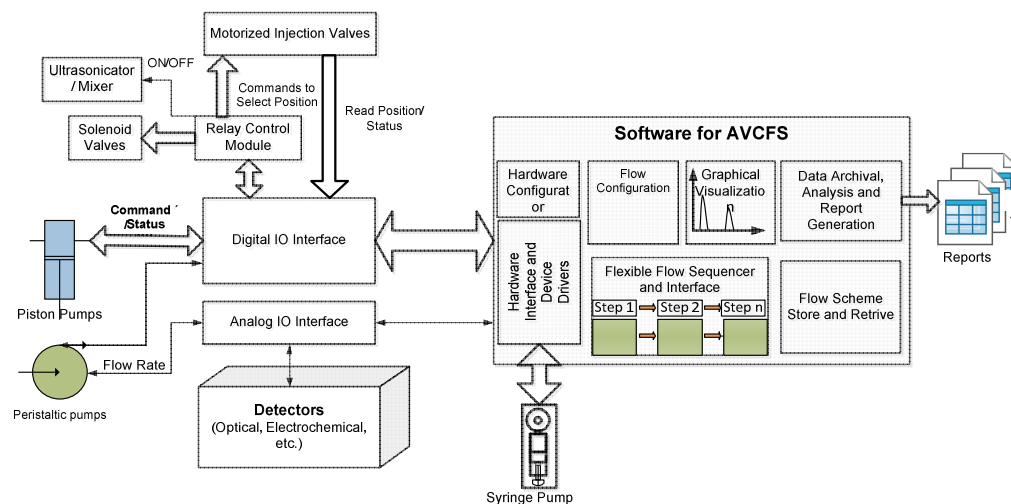 Motorized Injection Valves
ON/OFF
Ultrasonicator
/ Mixer
Commands to
Select Position
Read Position/
Status
Solenoid
Valves
Relay Control
Module
Software for AVCFS
Hardware
Configurat
or
Flow
Configuration
Graphical
Visualizatio
n
Data Archival,
Analysis and
Report
Generation
Reports
Command
/Status
Digital IO Interface
Hardware
Interface and
Device
Drivers
Flexible Flow Sequencer
and Interface
Step 1
Step 2
Step n
Flow Scheme
Store and Retrive
Piston Pumps
Analog IO Interface
Flow Rate
Peristaltic pumps
Detectors
(Optical, Electrochemical,
etc.)
Syringe Pump